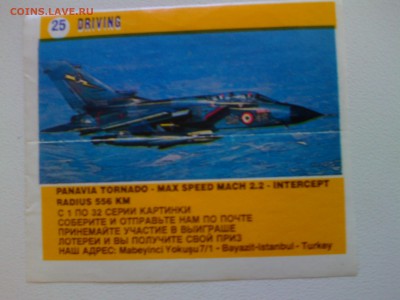 COINS.LAVE.RU
25 DRIVING
PANAVIA TORNADO - MAX SPEED MACH 2.2 - INTERCEPT
RADIUS 556 KM
С 1 ПО 32 СЕРИИ КАРТИНКИ
СОБЕРИТЕ И ОТПРАВЬТЕ НАМ ПО ПОЧТЕ
ПРИНЕМАЙТЕ УЧАСТИЕ В ВЫИГРАШЕ
ЛОТЕРЕИ И ВЫ ПОЛУЧИТЕ СВОЙ ПРИЗ
НАШ АДРЕС: Mabeyinci Yokuşu7/1 - Bayazit-Istanbul - Turkey